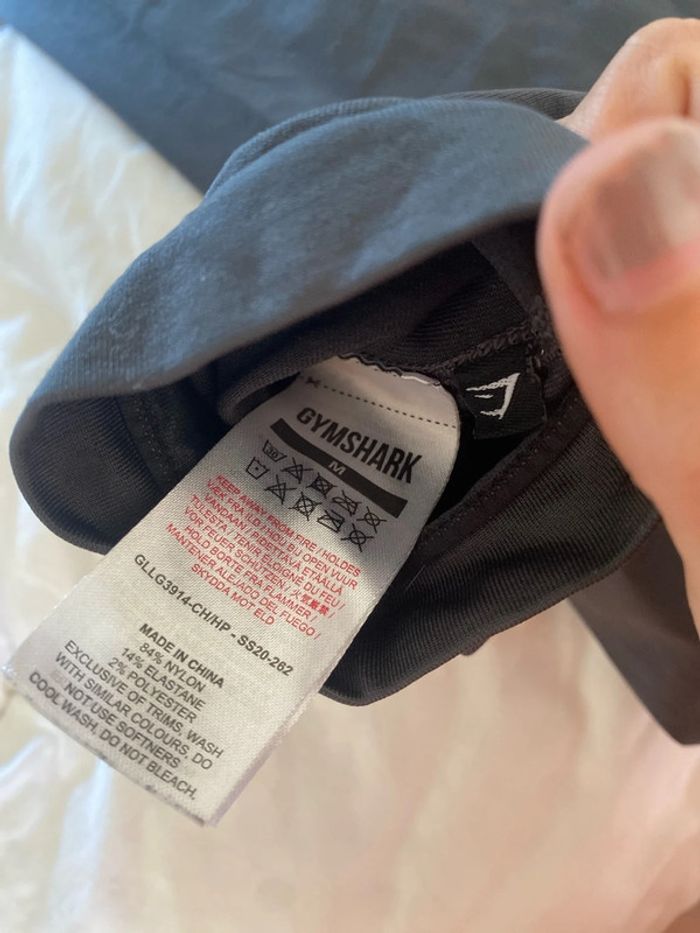 GYMSHARK
M
30
KEEP AWAY FROM FIRE / HOLDES
VÆK FRA ILD / HOU BIJ OPEN VUUR
VANDAAN / PIDETTÄVÄ ETÄÄLLÄ
TULESTA / TENIR ÉLOIGNÉ DU FEU /
VOR FEUER SCHÜTZEN / 火気厳禁 /
HOLD BORTE FRA FLAMMER /
MANTENER ALEJADO DEL FUEGO /
SKYDDA MOT ELD
GLLG3914-CH/HP - SS20-262
MADE IN CHINA
84% NYLON
14% ELASTANE
2% POLYESTER
EXCLUSIVE OF TRIMS, WASH
WITH SIMILAR COLOURS, DO
NOT USE SOFTNERS
COOL WASH, DO NOT BLEACH,